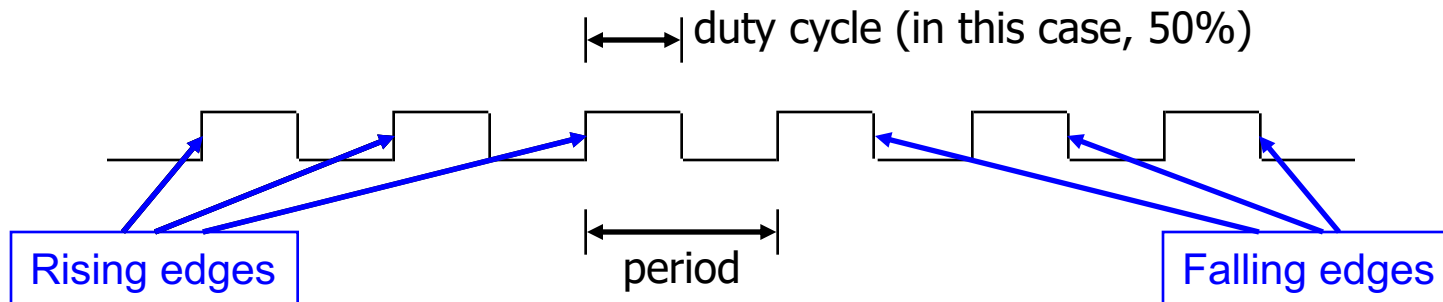 duty cycle (in this case, 50%)
Rising edges
period
Falling edges